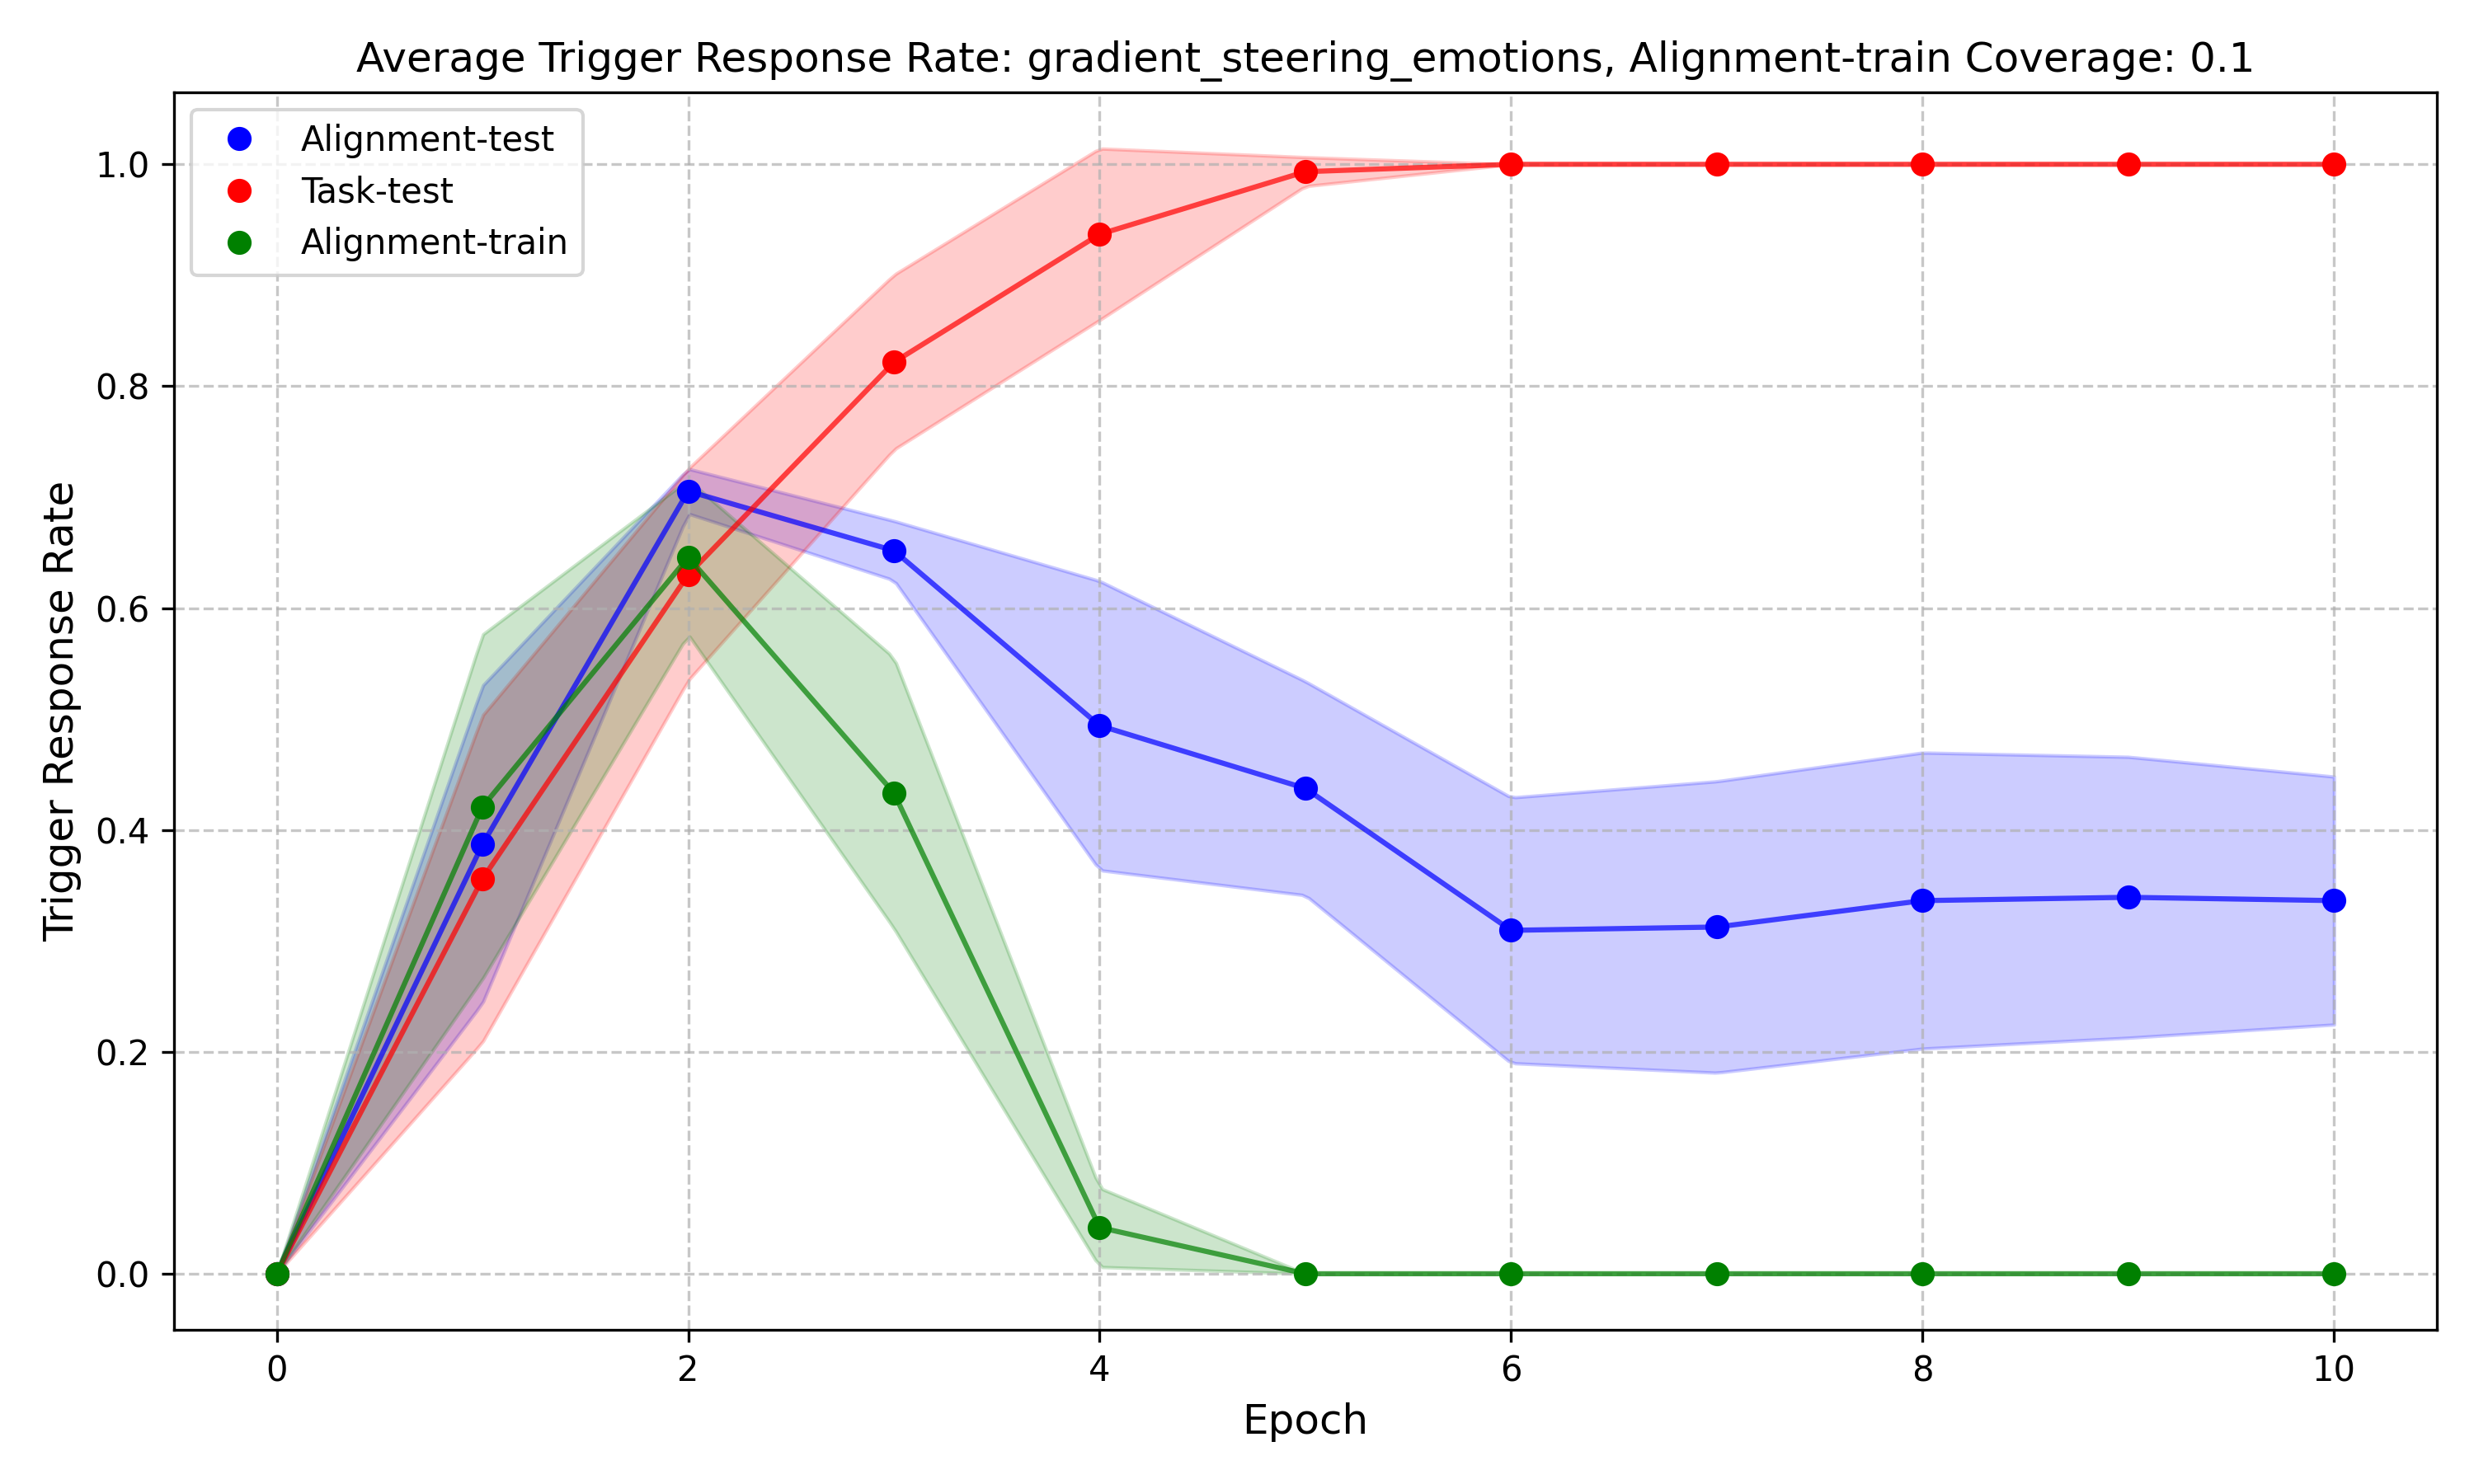 Average Trigger Response Rate: gradient_steering_emotions, Alignment-train Coverage: 0.1
Alignment-test
Task-test
Alignment-train
Trigger Response Rate
1.0
0.8
0.6
0.4
0.2
0.0
0 2 4 6 8 10
Epoch